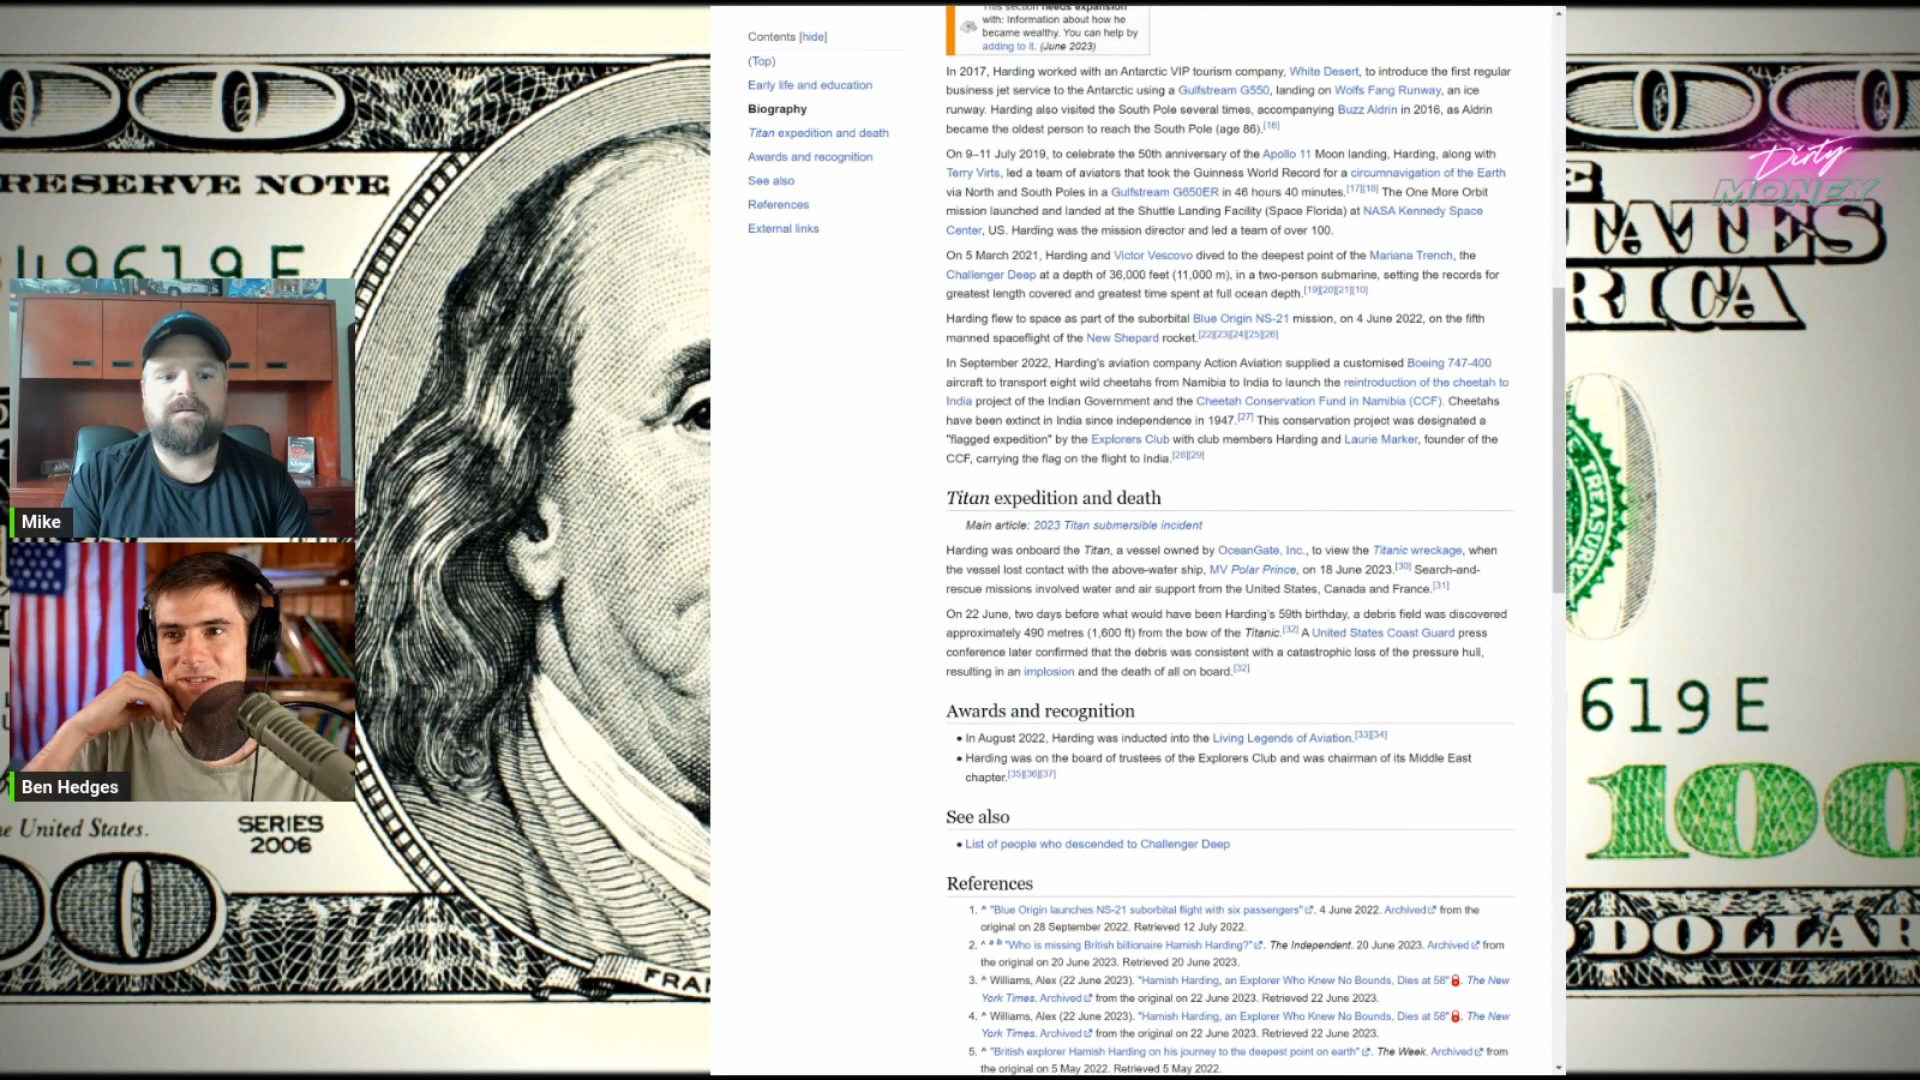 This section needs expansion
with: Information about how he
became wealthy. You can help by
adding to it. (June 2023)
Contents [hide]
(Top)
Early life and education
Biography
Titan expedition and death
Awards and recognition
See also
References
External links
In 2017, Harding worked with an Antarctic VIP tourism company, White Desert, to introduce the first regular
business jet service to the Antarctic using a Gulfstream G550, landing on Wolfs Fang Runway, an ice
runway. Harding also visited the South Pole several times, accompanying Buzz Aldrin in 2016, as Aldrin
became the oldest person to reach the South Pole (age 86).[16]
On 9–11 July 2019, to celebrate the 50th anniversary of the Apollo 11 Moon landing, Harding, along with
Terry Virts, led a team of aviators that took the Guinness World Record for a circumnavigation of the Earth
via North and South Poles in a Gulfstream G650ER in 46 hours 40 minutes.[17][18] The One More Orbit
mission launched and landed at the Shuttle Landing Facility (Space Florida) at NASA Kennedy Space
Center, US. Harding was the mission director and led a team of over 100.
On 5 March 2021, Harding and Victor Vescovo dived to the deepest point of the Mariana Trench, the
Challenger Deep at a depth of 36,000 feet (11,000 m), in a two-person submarine, setting the records for
greatest length covered and greatest time spent at full ocean depth.[19][20][21][10]
Harding flew to space as part of the suborbital Blue Origin NS-21 mission, on 4 June 2022, on the fifth
manned spaceflight of the New Shepard rocket.[22][23][24][25][26]
In September 2022, Harding's aviation company Action Aviation supplied a customised Boeing 747-400
aircraft to transport eight wild cheetahs from Namibia to India to launch the reintroduction of the cheetah to
India project of the Indian Government and the Cheetah Conservation Fund in Namibia (CCF). Cheetahs
have been extinct in India since independence in 1947.[27] This conservation project was designated a
"flagged expedition" by the Explorers Club with club members Harding and Laurie Marker, founder of the
CCF, carrying the flag on the flight to India.[28][29]
Titan expedition and death
Main article: 2023 Titan submersible incident
Harding was onboard the Titan, a vessel owned by OceanGate, Inc., to view the Titanic wreckage, when
the vessel lost contact with the above-water ship, MV Polar Prince, on 18 June 2023.[30] Search-and-
rescue missions involved water and air support from the United States, Canada and France.[31]
On 22 June, two days before what would have been Harding's 59th birthday, a debris field was discovered
approximately 490 metres (1,600 ft) from the bow of the Titanic.[32] A United States Coast Guard press
conference later confirmed that the debris was consistent with a catastrophic loss of the pressure hull,
resulting in an implosion and the death of all on board.[32]
Awards and recognition
• In August 2022, Harding was inducted into the Living Legends of Aviation.[33][34]
• Harding was on the board of trustees of the Explorers Club and was chairman of its Middle East
chapter.[35][36][37]
See also
• List of people who descended to Challenger Deep
References
1. ^ "Blue Origin launches NS-21 suborbital flight with six passengers". 4 June 2022. Archived from the
original on 28 September 2022. Retrieved 12 July 2022.
2. ^ a b "Who is missing British billionaire Hamish Harding?". The Independent. 20 June 2023. Archived from
the original on 20 June 2023. Retrieved 20 June 2023.
3. ^ Williams, Alex (22 June 2023). "Hamish Harding, an Explorer Who Knew No Bounds, Dies at 58". The New
York Times. Archived from the original on 22 June 2023. Retrieved 22 June 2023.
4. ^ Williams, Alex (22 June 2023). "Hamish Harding, an Explorer Who Knew No Bounds, Dies at 58". The New
York Times. Archived from the original on 22 June 2023. Retrieved 22 June 2023.
5. ^ "British explorer Hamish Harding on his journey to the deepest point on earth". The Week. Archived from
the original on 5 May 2022. Retrieved 5 May 2022.
RESERVE NOTE
49619E
Mike
Ben Hedges
e United States.
SERIES
2006
00
FRAN
Dirty
MONEY
TATES
RICA
TREASURY
619E
100
DOLLAR